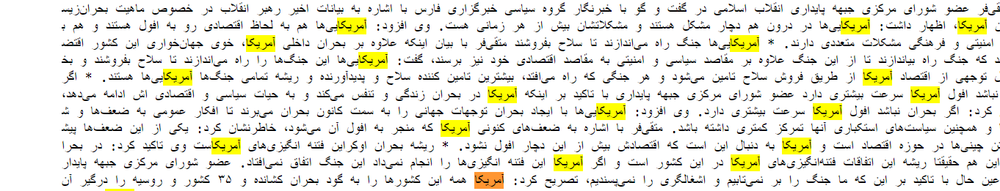 متقی‌فر عضو شورای مرکزی جبهه پایداری انقلاب اسلامی در گفت و گو با خبرنگار گروه سیاسی خبرگزاری فارس با اشاره به بیانات اخیر رهبر انقلاب در خصوص ماهیت
آمریکا، اظهار داشت: آمریکایی‌ها در درون هم دچار مشکل هستند و مشکلاتشان بیش از هر زمانی هست. وی افزود: آمریکایی‌ها هم به لحاظ اقتصادی رو به افول هستند و هم
امنیتی و فرهنگی مشکلات متعددی دارند. * آمریکایی‌ها جنگ راه می‌اندازند تا سلاح بفروشند متقی‌فر با بیان اینکه علاوه بر بحران داخلی آمریکا، خوی جهان‌خواری این کشور
که جنگ راه بیاندازند تا از این جنگ علاوه بر مقاصد سیاسی و امنیتی به مقاصد اقتصادی خود نیز برسند، گفت: آمریکایی‌ها این جنگ‌ها را راه می‌اندازند تا سلاح بفروشند و
توجهی از اقتصاد آمریکا از طریق فروش سلاح تامین می‌شود و هر جنگی که راه می‌افتد، بیشترین تامین کننده سلاح و پدیدآورنده و ریشه تمامی جنگ‌ها آمریکایی‌ها هستند. * اگر
نباشد افول آمریکا سرعت بیشتری دارد عضو شورای مرکزی جبهه پایداری با تاکید بر اینکه آمریکا در بحران زندگی و تنفس می‌کند و به حیات سیاسی و اقتصادی اش ادامه می‌دهد،
کرد: اگر بحران نباشد افول آمریکا سرعت بیشتری دارد. وی افزود: آمریکایی‌ها با ایجاد بحران توجهات جهانی را به سمت کانون بحران می‌برند تا افکار عمومی به ضعف‌ها و
و همچنین سیاست‌های استکباری آنها تمرکز کمتری داشته باشد. متقی‌فر با اشاره به ضعف‌های کنونی آمریکا که منجر به افول آن می‌شود، خاطرنشان کرد: یکی از این ضعف‌ها
چینی‌ها در حوزه اقتصاد است و آمریکا به دنبال این است که اقتصادش بیش از این دچار افول نشود. * ریشه بحران اوکراین فتنه انگیزی‌های آمریکاست وی تاکید کرد: در
این هم حقیقتا ریشه این اتفاقات فتنه‌انگیزی‌های آمریکا در این کشور است و اگر آمریکا این فتنه انگیزی‌ها را انجام نمی‌داد این جنگ اتفاق نمی‌افتاد. عضو شورای مرکزی جبهه
عین حال با تاکید بر این که ما جنگ را بر نمی‌تابیم و اشغالگری را نمی‌پسندیم، تصریح کرد: آمریکا همه این کشورها را به گود بحران کشانده و ۳۵ کشور و روسیه را درگیر آن